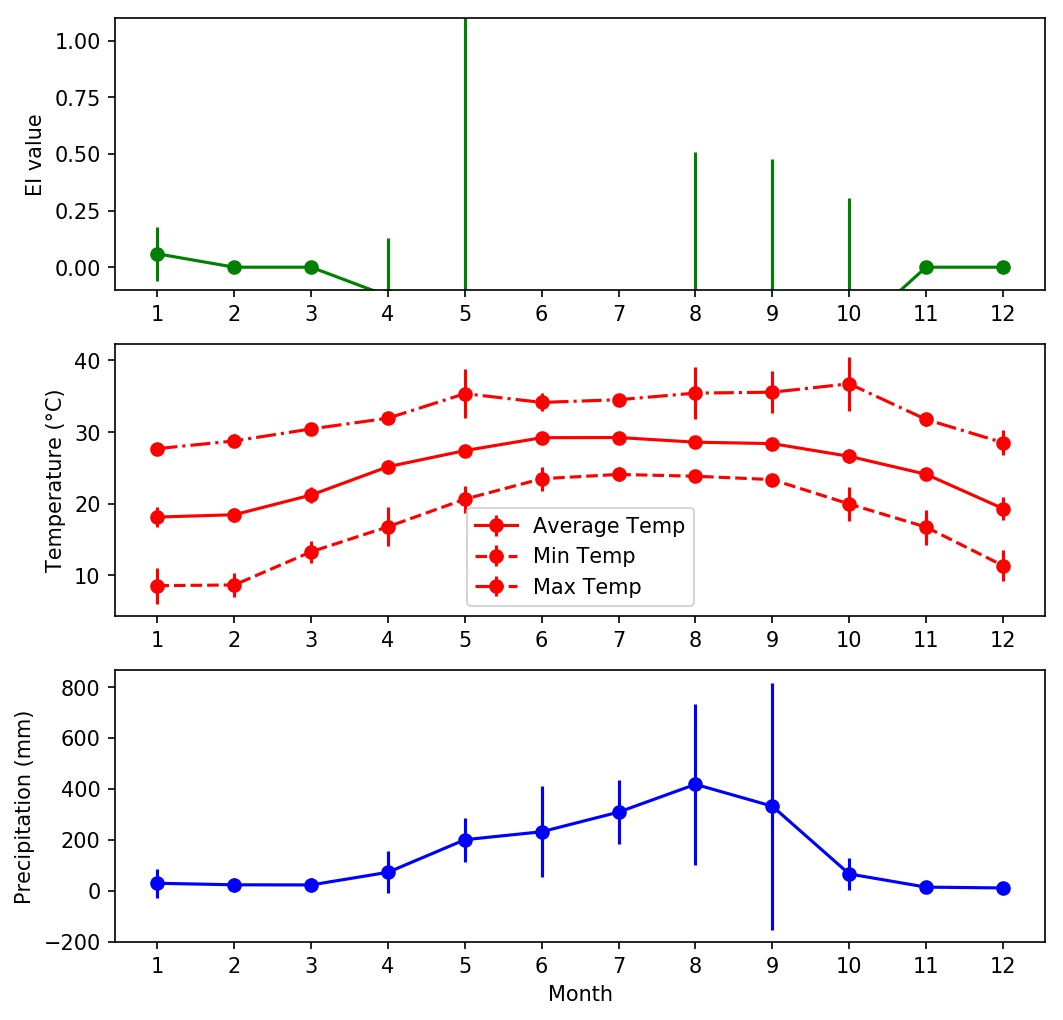 EI value
1.00
0.75
0.50
0.25
0.00
1 2 3 4 5 6 7 8 9 10 11 12
Temperature (°C)
40
30
20
10
Average Temp
Min Temp
Max Temp
1 2 3 4 5 6 7 8 9 10 11 12
Precipitation (mm)
800
600
400
200
0
−200
1 2 3 4 5 6 7 8 9 10 11 12
Month